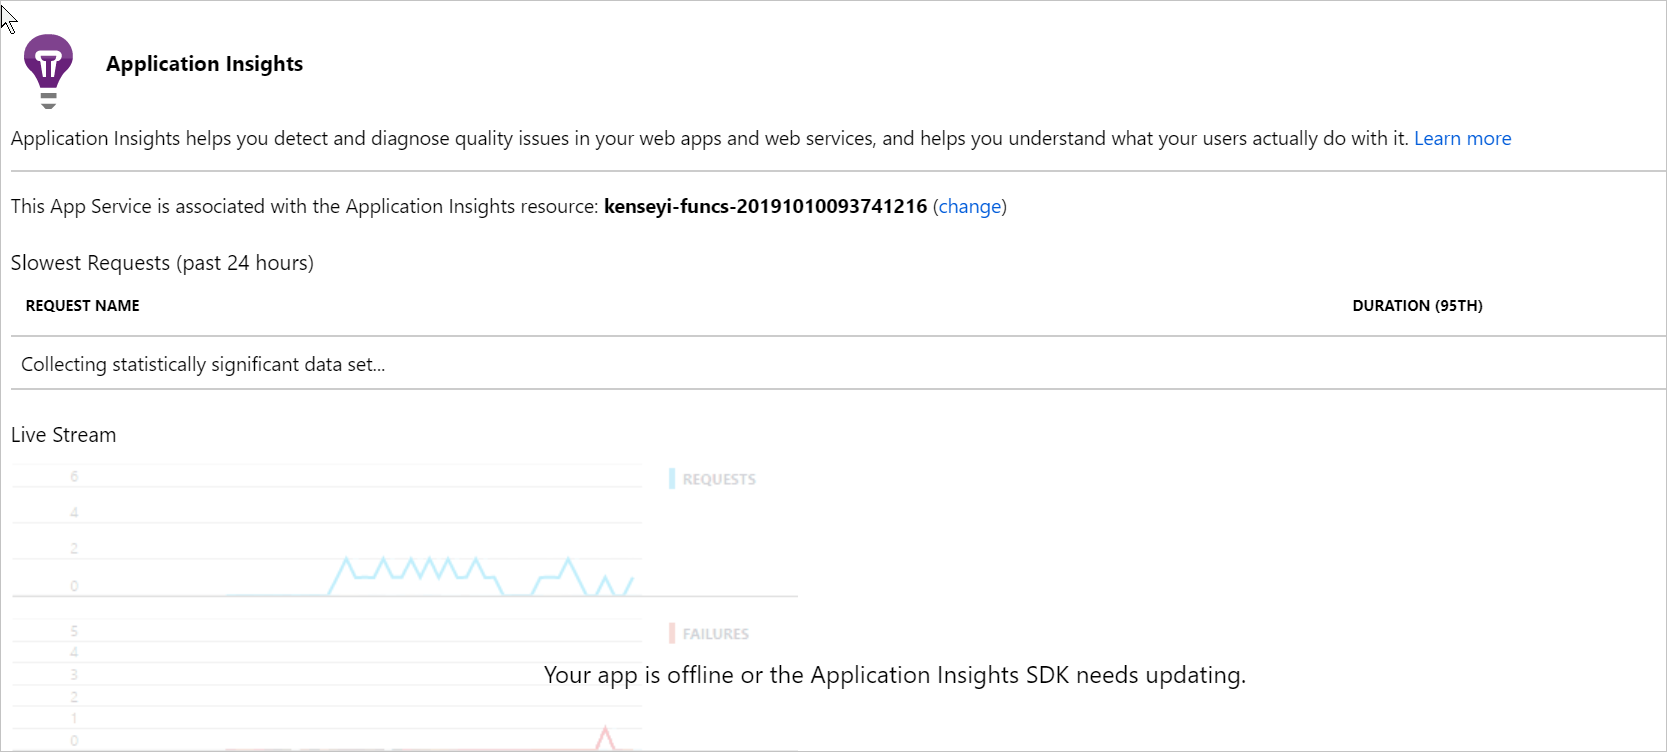 Application Insights
Application Insights helps you detect and diagnose quality issues in your web apps and web services, and helps you understand what your users actually do with it. Learn more
This App Service is associated with the Application Insights resource: kenseyi-funcs-20191010093741216 (change)
Slowest Requests (past 24 hours)
REQUEST NAME DURATION (95TH)
Collecting statistically significant data set...
Live Stream
6
REQUESTS
4
2
0
5
FAILURES
4
3
Your app is offline or the Application Insights SDK needs updating.
2
1
0